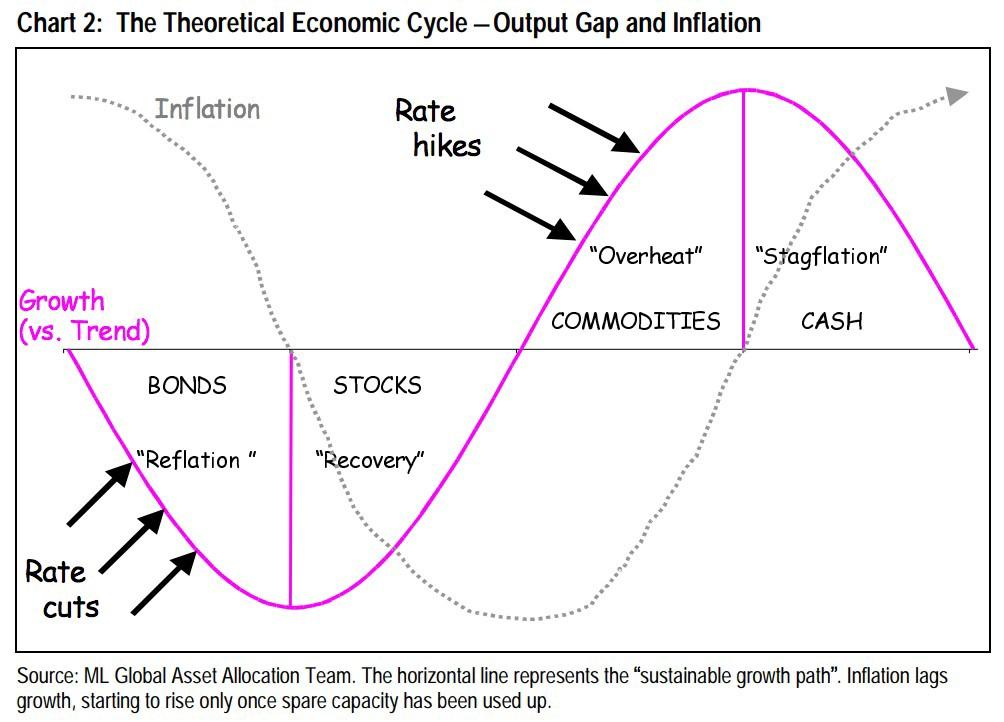 Chart 2:  The Theoretical Economic Cycle – Output Gap and Inflation
Inflation
Rate
hikes
"Overheat"
"Stagflation"
Growth
(vs. Trend)
COMMODITIES
CASH
BONDS
STOCKS
"Reflation "
"Recovery"
Rate
cuts
Source: ML Global Asset Allocation Team. The horizontal line represents the "sustainable growth path". Inflation lags
growth, starting to rise only once spare capacity has been used up.